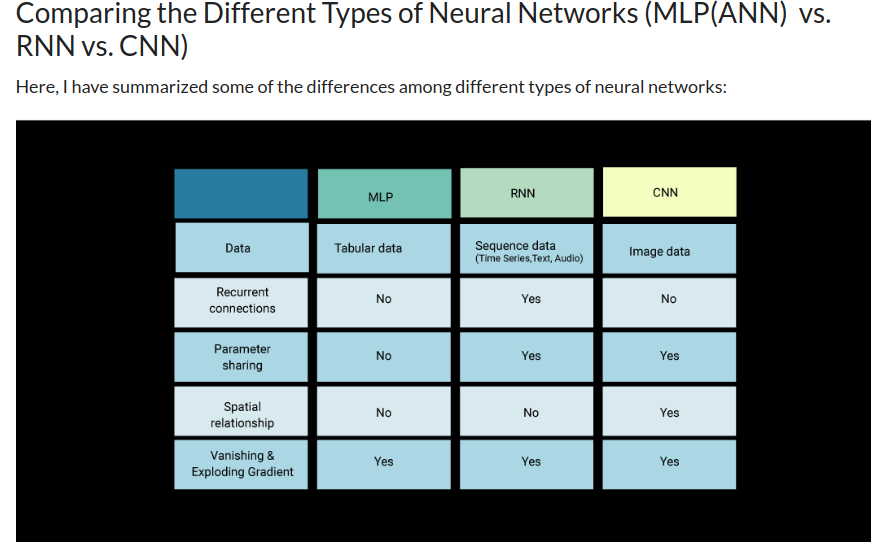 Comparing the Different Types of Neural Networks (MLP(ANN) vs.
RNN vs. CNN)
Here, I have summarized some of the differences among different types of neural networks:
MLP RNN CNN
Data Tabular data Sequence data Image data
(Time Series,Text, Audio)
Recurrent
connections No Yes No
Parameter
sharing No Yes Yes
Spatial
relationship No No Yes
Vanishing &
Exploding Gradient Yes Yes Yes